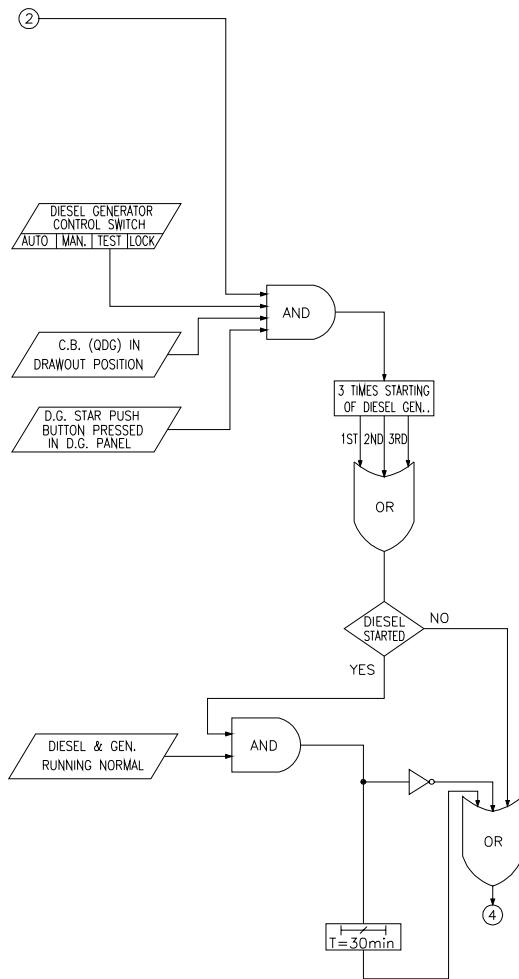 2
DIESEL GENERATOR
CONTROL SWITCH
AUTO MAN. TEST LOCK
AND
C.B. (QDG) IN
DRAWOUT POSITION
3 TIMES STARTING
OF DIESEL GEN..
D.G. STAR PUSH
BUTTON PRESSED
IN D.G. PANEL
1ST 2ND 3RD
OR
DIESEL
STARTED
NO
YES
AND
DIESEL & GEN.
RUNNING NORMAL
OR
4
T=30min